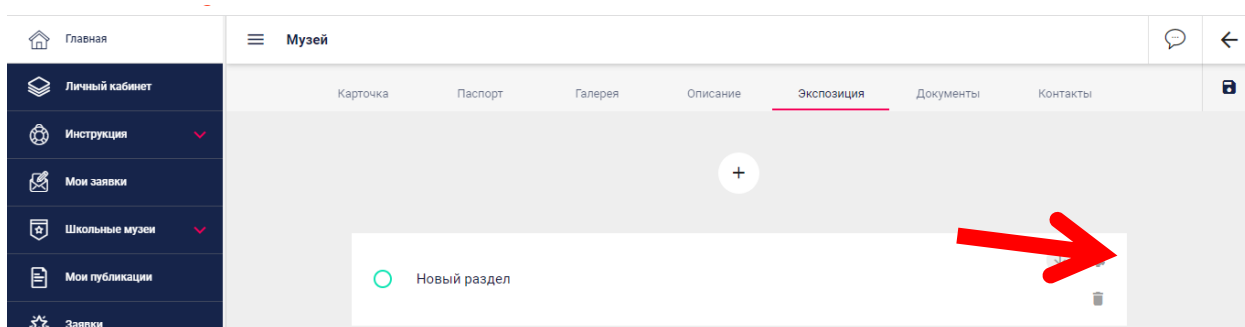 Главная
Музей
Личный кабинет
Карточка Паспорт Галерея Описание Экспозиция Документы Контакты
Инструкция
Мои заявки
Школьные музеи
Новый раздел
Мои публикации
Заявки